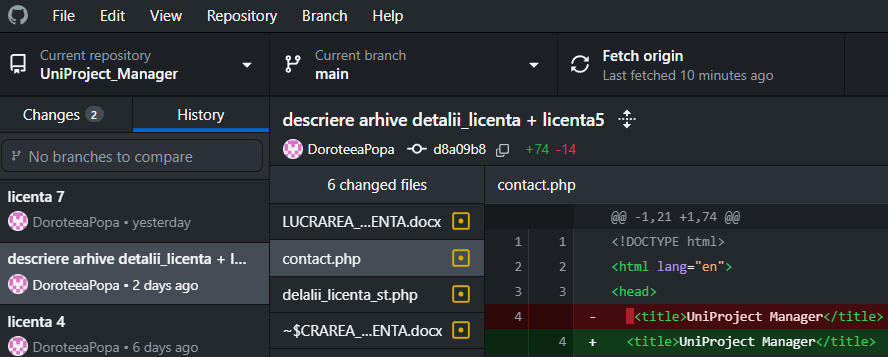 File Edit View Repository Branch Help
Current repository
UniProject_Manager
Current branch
main
Fetch origin
Last fetched 10 minutes ago
Changes 2
History
No branches to compare
licenta 7
DoroteeaPopa • yesterday
descriere arhive detalii_licenta + l...
DoroteeaPopa • 2 days ago
licenta 4
DoroteeaPopa • 6 days ago
descriere arhive detalii_licenta + licenta5
DoroteeaPopa d8a09b8 +74 -14
6 changed files
LUCRAREA_...ENTA.docx
contact.php
delalii_licenta_st.php
~$CRAREA_...ENTA.docx
contact.php
@@ -1,21 +1,74 @@
1 1 <!DOCTYPE html>
2 2 <html lang="en">
3 3 <head>
4 - <title>UniProject Manager</title>
4 + <title>UniProject Manager</title>